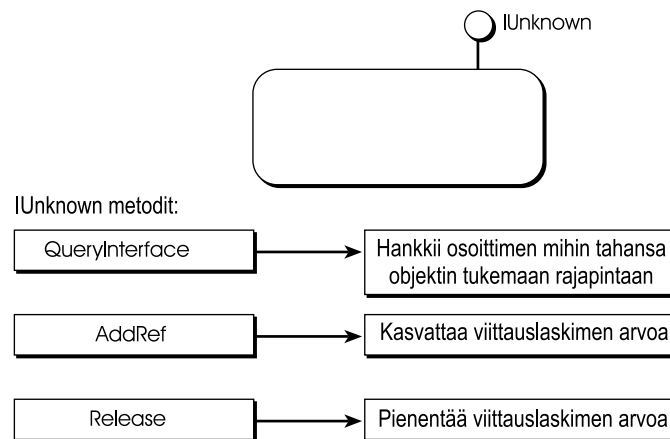 IUnknown
IUnknown metodit:
QueryInterface
Hankkii osoittimen mihin tahansa
objektin tukemaan rajapintaan
AddRef
Kasvattaa viittauslaskimen arvoa
Release
Pienentää viittauslaskimen arvoa